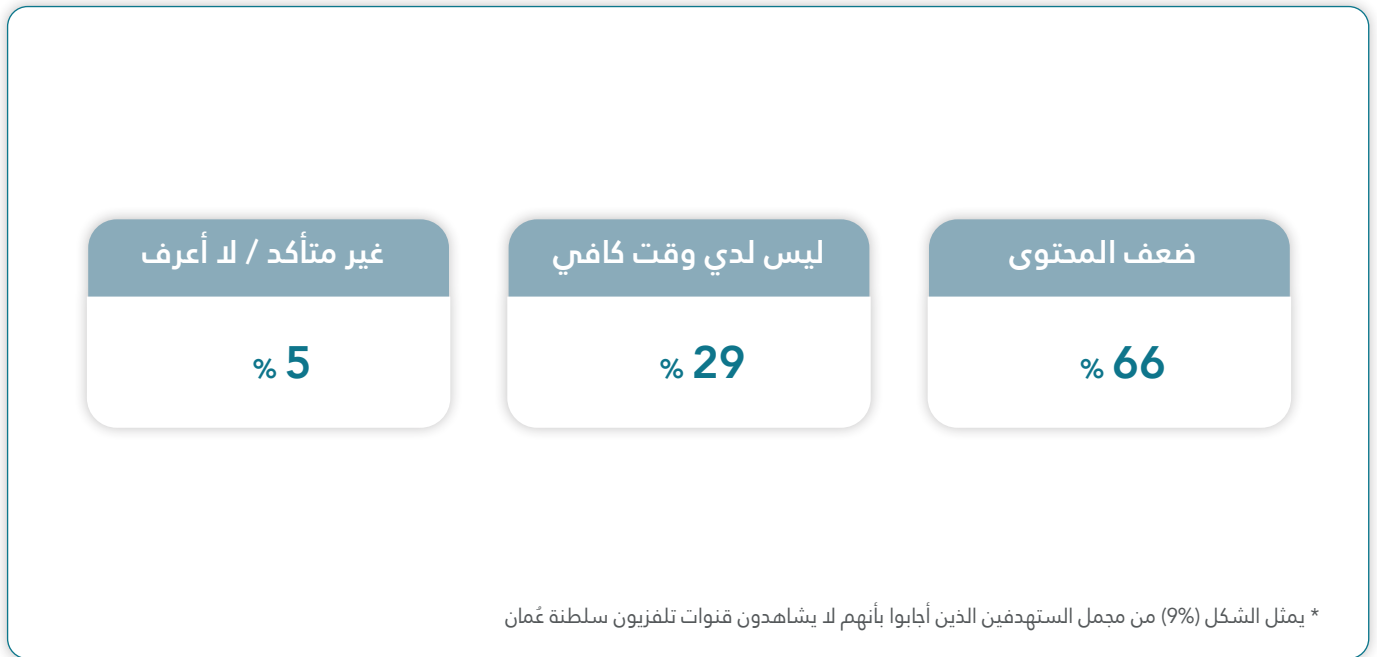 ضعف المحتوى
66 %
ليس لدي وقت كافي
29 %
غير متأكد / لا أعرف
5 %
* يمثل الشكل (9%) من مجمل الستهدفين الذين أجابوا بأنهم لا يشاهدون قنوات تلفزيون سلطنة عُمان